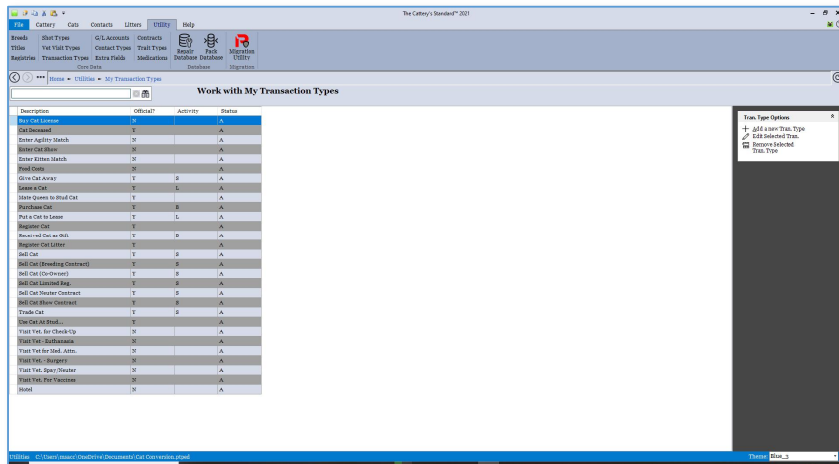 The Cattery's Standard™ 2021
File Cattery Cats Contacts Litters Utility Help
Breeds Shot Types G/L Accounts Contracts
Titles Vet Visit Types Contact Types Trait Types
Registries Transaction Types Extra Fields Medications
Repair Database Pack Database Migration Utility
Core Data Database Migration
Home Utilities My Transaction Types
Work with My Transaction Types
Description Official? Activity Status
Buy Cat License N A
Cat Deceased Y A
Enter Agility Match N A
Enter Cat Show N A
Enter Kitten Match N A
Food Costs N A
Give Cat Away Y S A
Lease a Cat Y L A
Mate Queen to Stud Cat Y A
Purchase Cat Y B A
Put a Cat to Lease Y L A
Register Cat Y A
Received Cat as Gift Y B A
Register Cat Litter Y A
Sell Cat Y S A
Sell Cat (Breeding Contract) Y S A
Sell Cat (Co-Owner) Y S A
Sell Cat Limited Reg. Y S A
Sell Cat Neuter Contract Y S A
Sell Cat Show Contract Y S A
Trade Cat Y S A
Use Cat At Stud... Y A
Visit Vet. for Check-Up N A
Visit Vet - Euthanasia N A
Visit Vet for Med. Attn. N A
Visit Vet. - Surgery N A
Visit Vet. Spay/Neuter N A
Visit Vet. For Vaccines N A
Hotel N A
Tran. Type Options
Add a new Tran. Type
Edit Selected Tran.
Remove Selected
Tran. Type
Utilities C:\Users\msacc\OneDrive\Documents\Cat Conversion.ptped
Theme: Blue_3